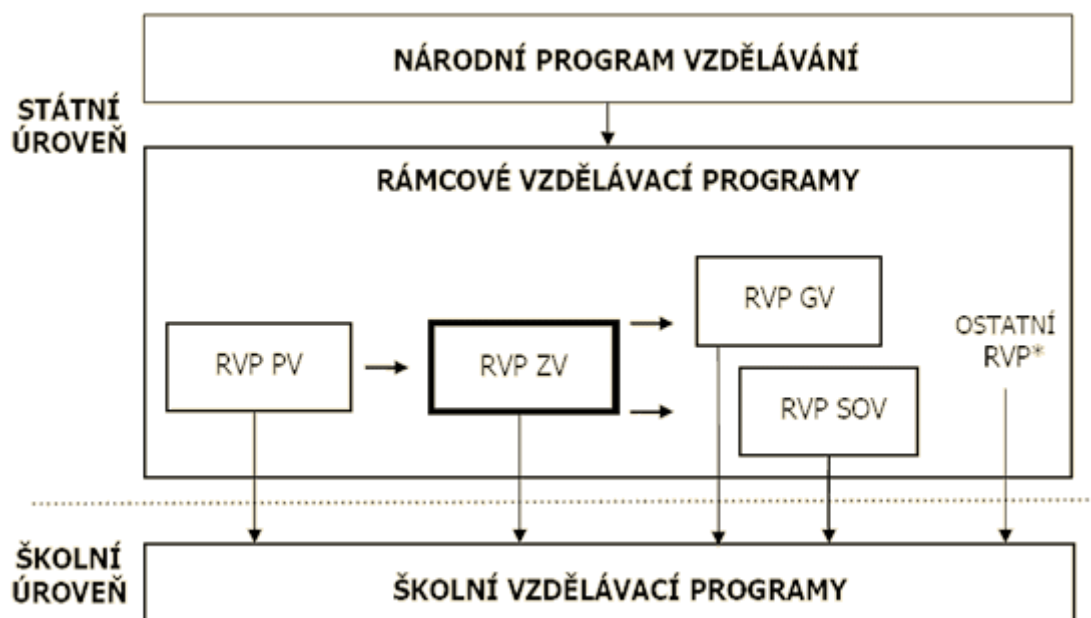 NÁRODNÍ PROGRAM VZDĚLÁVÁNÍ
STÁTNÍ
ÚROVEŇ
RÁMCOVÉ VZDĚLÁVACÍ PROGRAMY
RVP PV
RVP ZV
RVP GV
RVP SOV
OSTATNÍ
RVP*
ŠKOLNÍ
ÚROVEŇ
ŠKOLNÍ VZDĚLÁVACÍ PROGRAMY